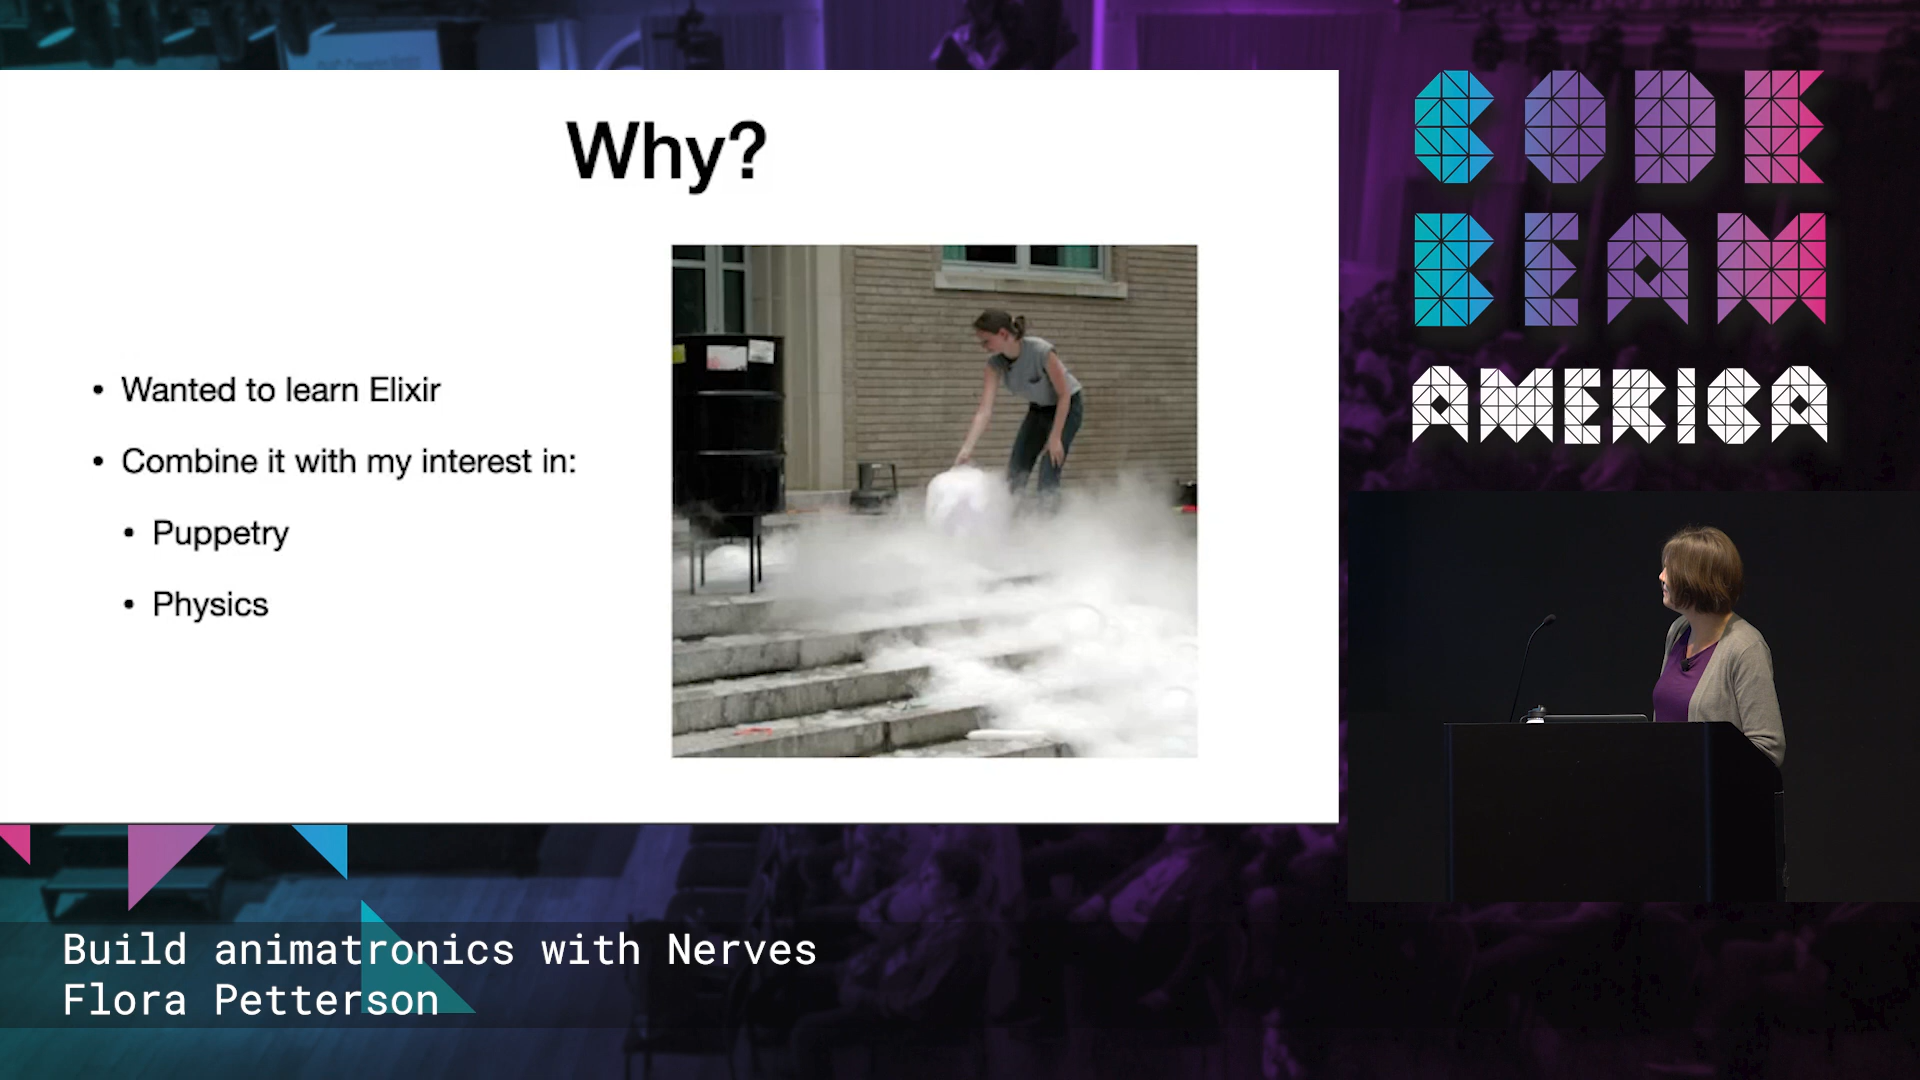 Why?
• Wanted to learn Elixir
• Combine it with my interest in:
• Puppetry
• Physics
CODE
BEAM
AMERICA
Build animatronics with Nerves
Flora Petterson